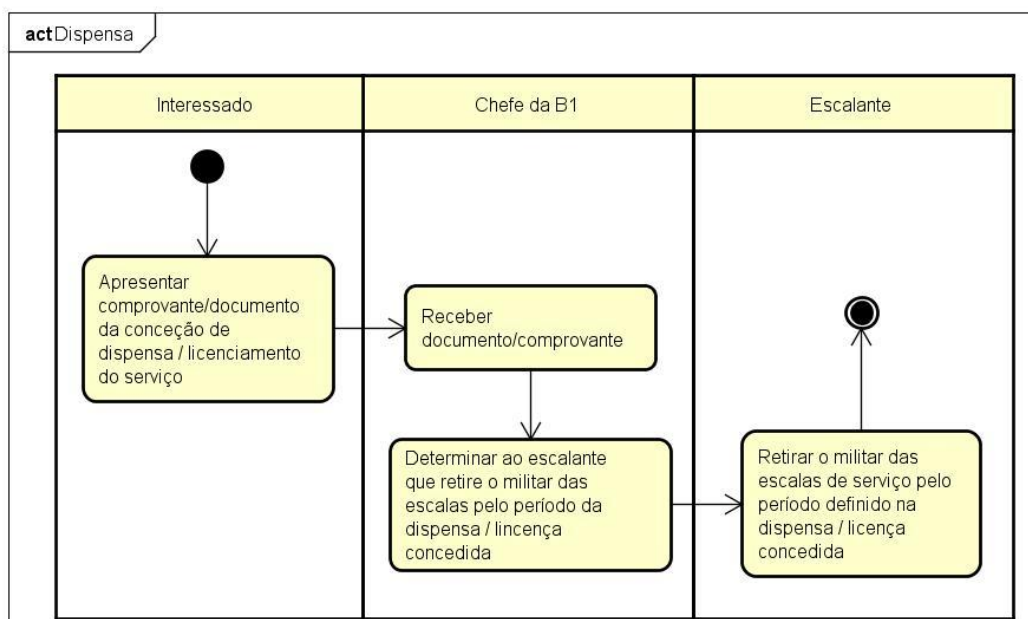 actDispensa
Interessado
Chefe da B1
Escalante
Apresentar
comprovante/documento
da conceção de
dispensa / licenciamento
do serviço
Receber
documento/comprovante
Determinar ao escalante
que retire o militar das
escalas pelo período da
dispensa / lincença
concedida
Retirar o militar das
escalas de serviço pelo
período definido na
dispensa / licença
concedida